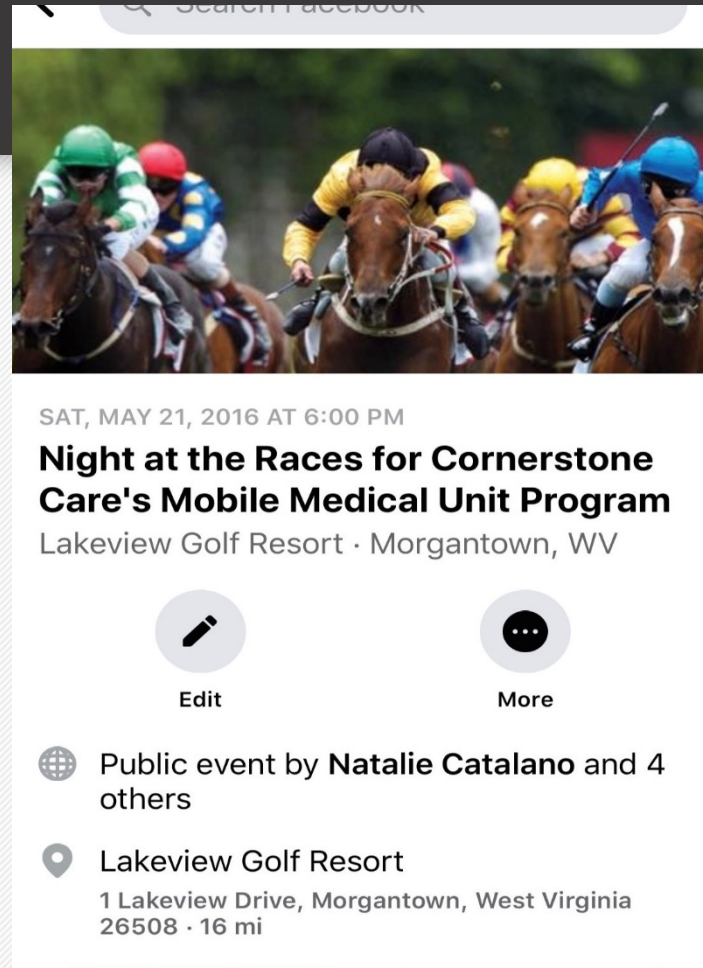 Search Facebook
SAT, MAY 21, 2016 AT 6:00 PM
Night at the Races for Cornerstone
Care's Mobile Medical Unit Program
Lakeview Golf Resort · Morgantown, WV
Edit
More
Public event by Natalie Catalano and 4
others
Lakeview Golf Resort
1 Lakeview Drive, Morgantown, West Virginia
26508 · 16 mi